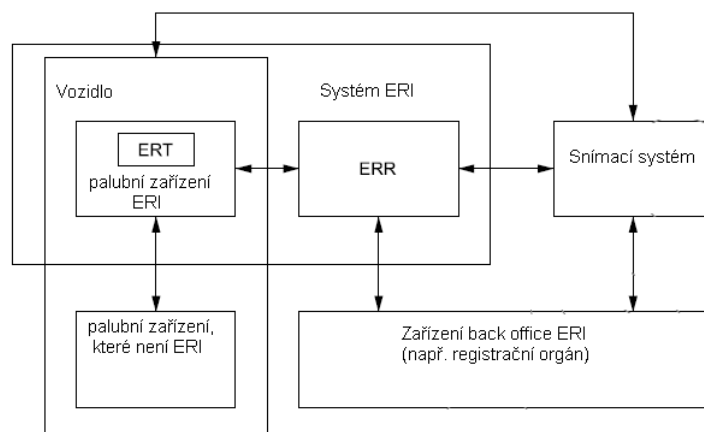 Vozidlo
Systém ERI
ERT
palubní zařízení
ERI
ERR
Snímací systém
palubní zařízení,
které není ERI
Zařízení back office ERI
(např. registrační orgán)